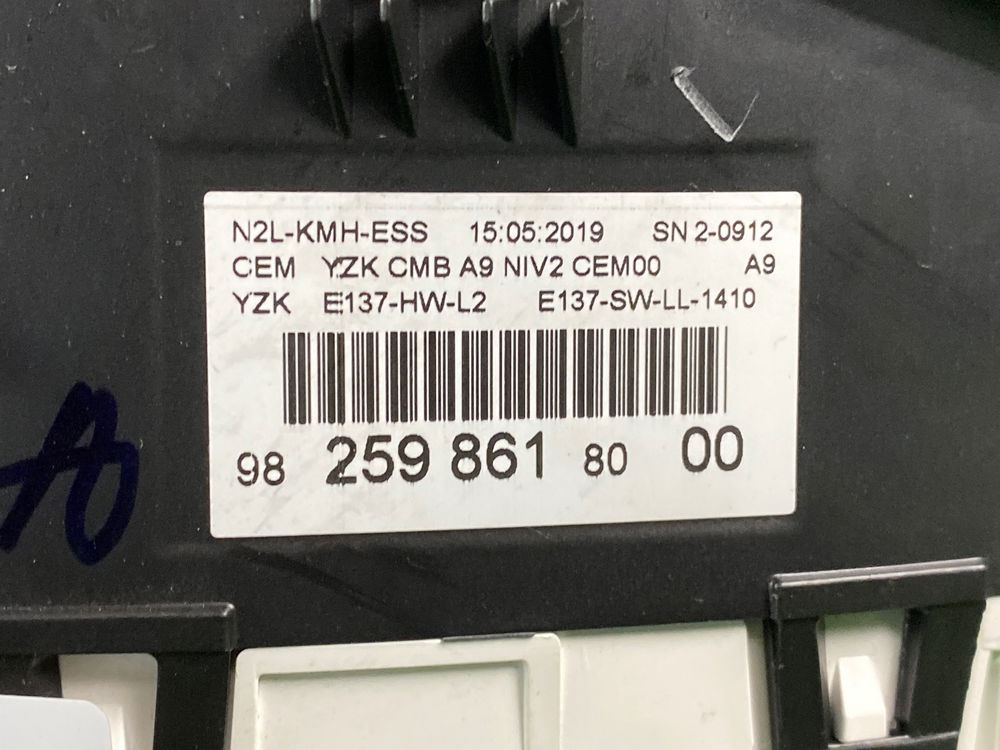 N2L-KMH-ESS 15:05:2019 SN 2-0912
CEM YZK CMB A9 NIV2 CEM00 A9
YZK E137-HW-L2 E137-SW-LL-1410
98 259 861 80 00